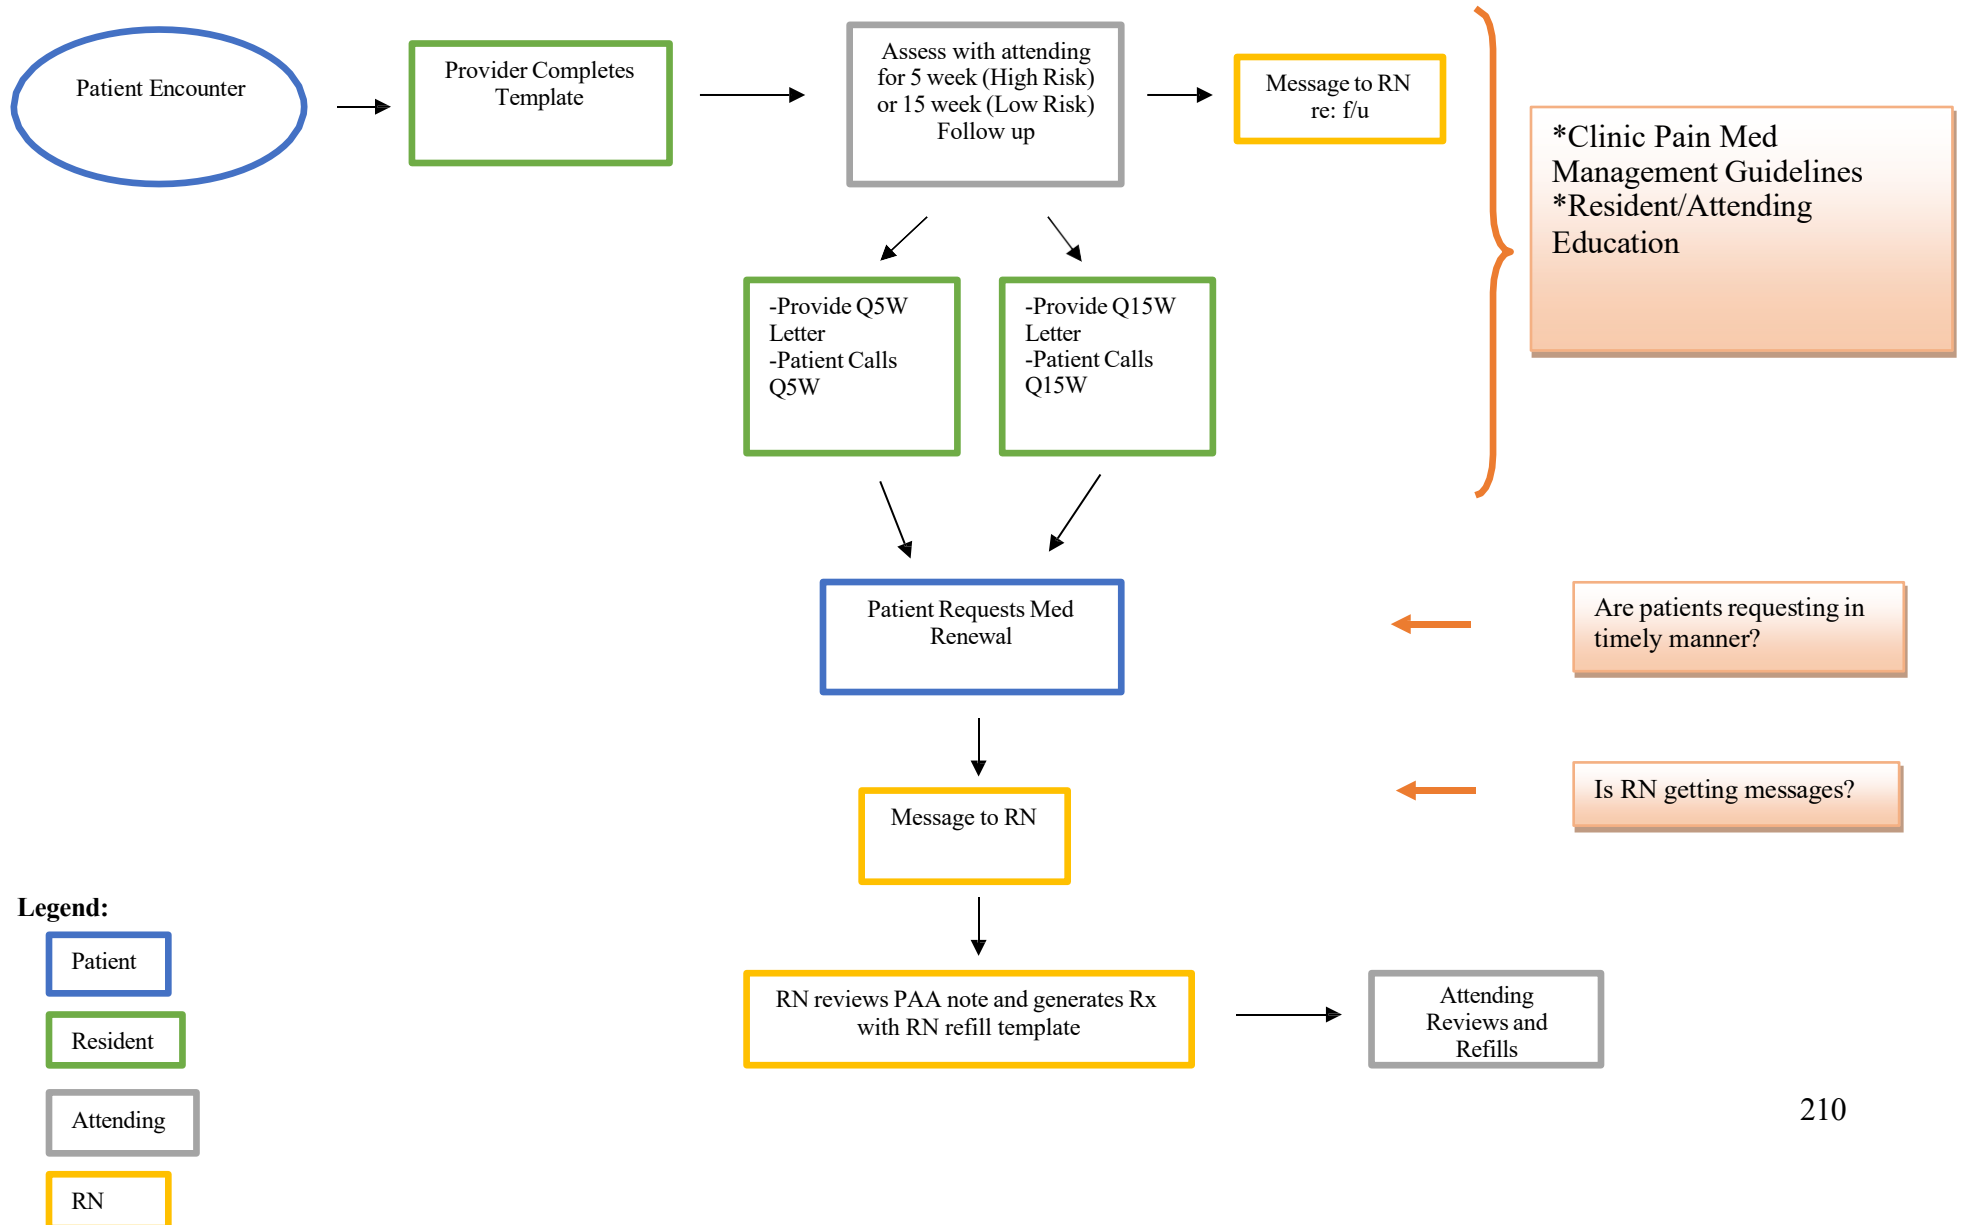 Patient Encounter
Provider Completes
Template
Assess with attending
for 5 week (High Risk)
or 15 week (Low Risk)
Follow up
Message to RN
re: f/u
*Clinic Pain Med
Management Guidelines
*Resident/Attending
Education
-Provide Q5W
Letter
-Patient Calls
Q5W
-Provide Q15W
Letter
-Patient Calls
Q15W
Patient Requests Med
Renewal
Are patients requesting in
timely manner?
Message to RN
Is RN getting messages?
RN reviews PAA note and generates Rx
with RN refill template
Attending
Reviews and
Refills
Legend:
Patient
Resident
Attending
RN
210